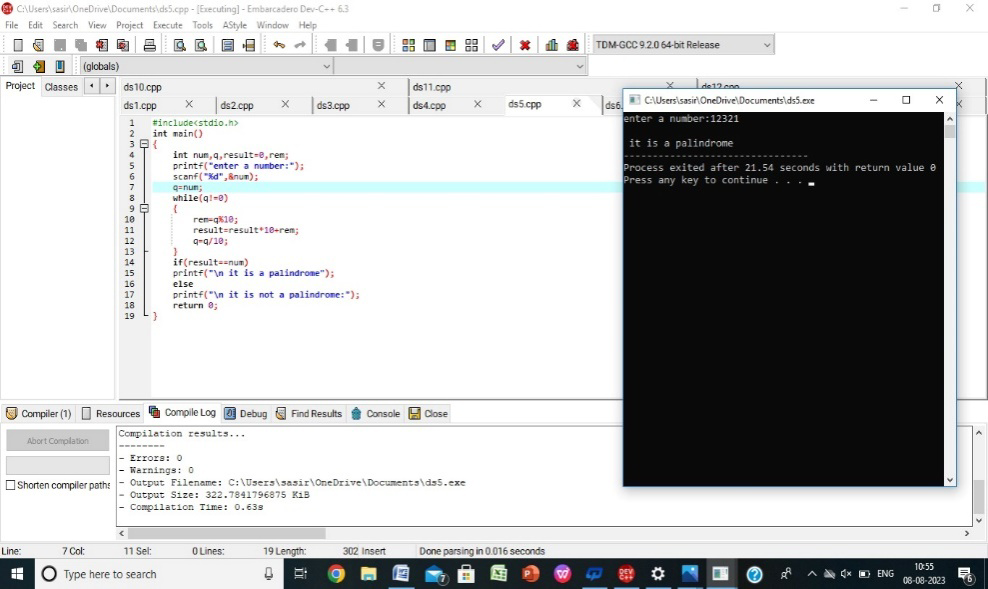 C:\Users\sasir\OneDrive\Documents\ds5.cpp - [Executing] - Embarcadero Dev-C++ 6.3
File Edit Search View Project Execute Tools AStyle Window Help
TDM-GCC 9.2.0 64-bit Release
(globals)
Project Classes
ds10.cpp ds11.cpp ds12.cpp
ds1.cpp ds2.cpp ds3.cpp ds4.cpp ds5.cpp ds6.
1 #include<stdio.h>
2 int main()
3 {
4 int num,q,result=0,rem;
5 printf("enter a number:");
6 scanf("%d",&num);
7 q=num;
8 while(q!=0)
9 {
10 rem=q%10;
11 result=result*10+rem;
12 q=q/10;
13 }
14 if(result==num)
15 printf("\n it is a palindrome");
16 else
17 printf("\n it is not a palindrome:");
18 return 0;
19 }
C:\Users\sasir\OneDrive\Documents\ds5.exe
enter a number:12321
it is a palindrome
--------------------------------
Process exited after 21.54 seconds with return value 0
Press any key to continue . . .
Compiler (1) Resources Compile Log Debug Find Results Console Close
Abort Compilation
Shorten compiler paths
Compilation results...
--------
- Errors: 0
- Warnings: 0
- Output Filename: C:\Users\sasir\OneDrive\Documents\ds5.exe
- Output Size: 322.7841796875 KiB
- Compilation Time: 0.63s
Line: 7 Col: 11 Sel: 0 Lines: 19 Length: 302 Insert Done parsing in 0.016 seconds
Type here to search
7
DEV
ENG
10:55
08-08-2023
6